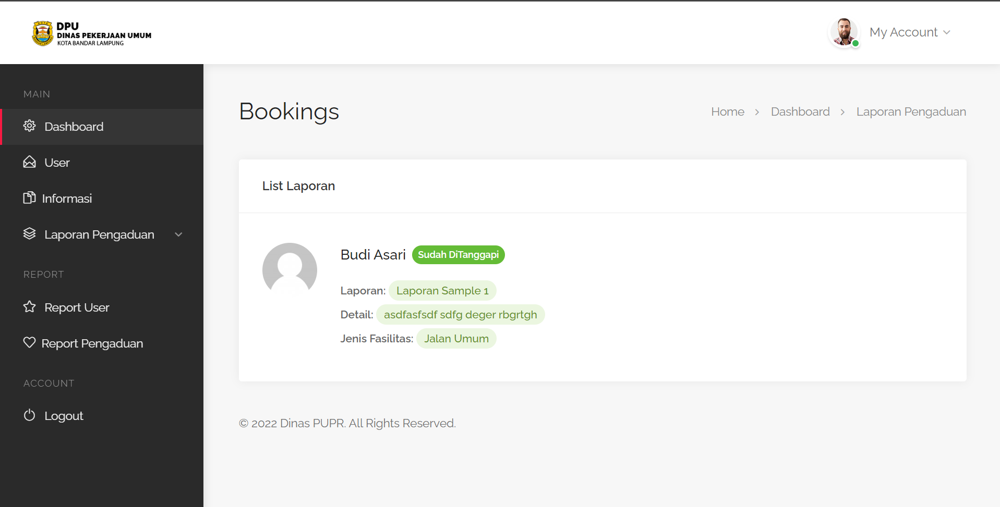 DPU
DINAS PEKERJAAN UMUM
KOTA BANDAR LAMPUNG
My Account
MAIN
Dashboard
User
Informasi
Laporan Pengaduan
REPORT
Report User
Report Pengaduan
ACCOUNT
Logout
Bookings
Home > Dashboard > Laporan Pengaduan
List Laporan
Budi Asari Sudah DiTanggapi
Laporan: Laporan Sample 1
Detail: asdfasfsdf sdfg deger rbgrtgh
Jenis Fasilitas: Jalan Umum
© 2022 Dinas PUPR. All Rights Reserved.